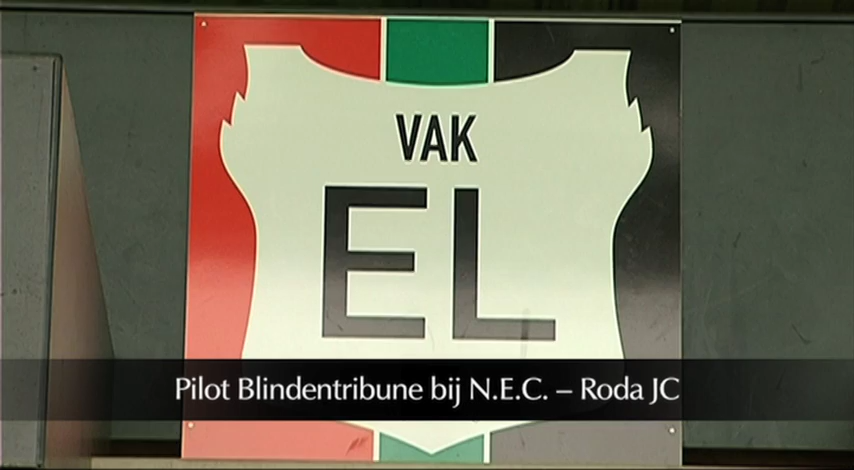 VAK
EL
Pilot Blindentribune bij N.E.C. – Roda JC